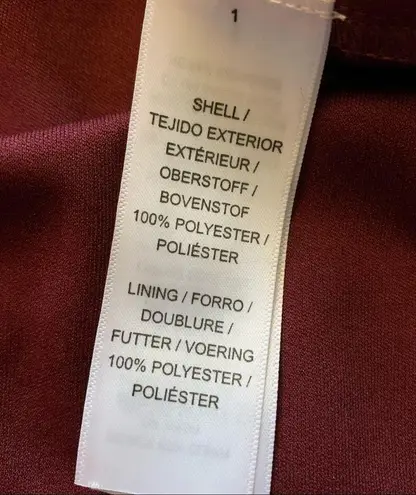 1
SHELL /
TEJIDO EXTERIOR
EXTÉRIEUR /
OBERSTOFF /
BOVENSTOF
100% POLYESTER /
POLIÉSTER
LINING / FORRO /
DOUBLURE /
FUTTER / VOERING
100% POLYESTER /
POLIÉSTER